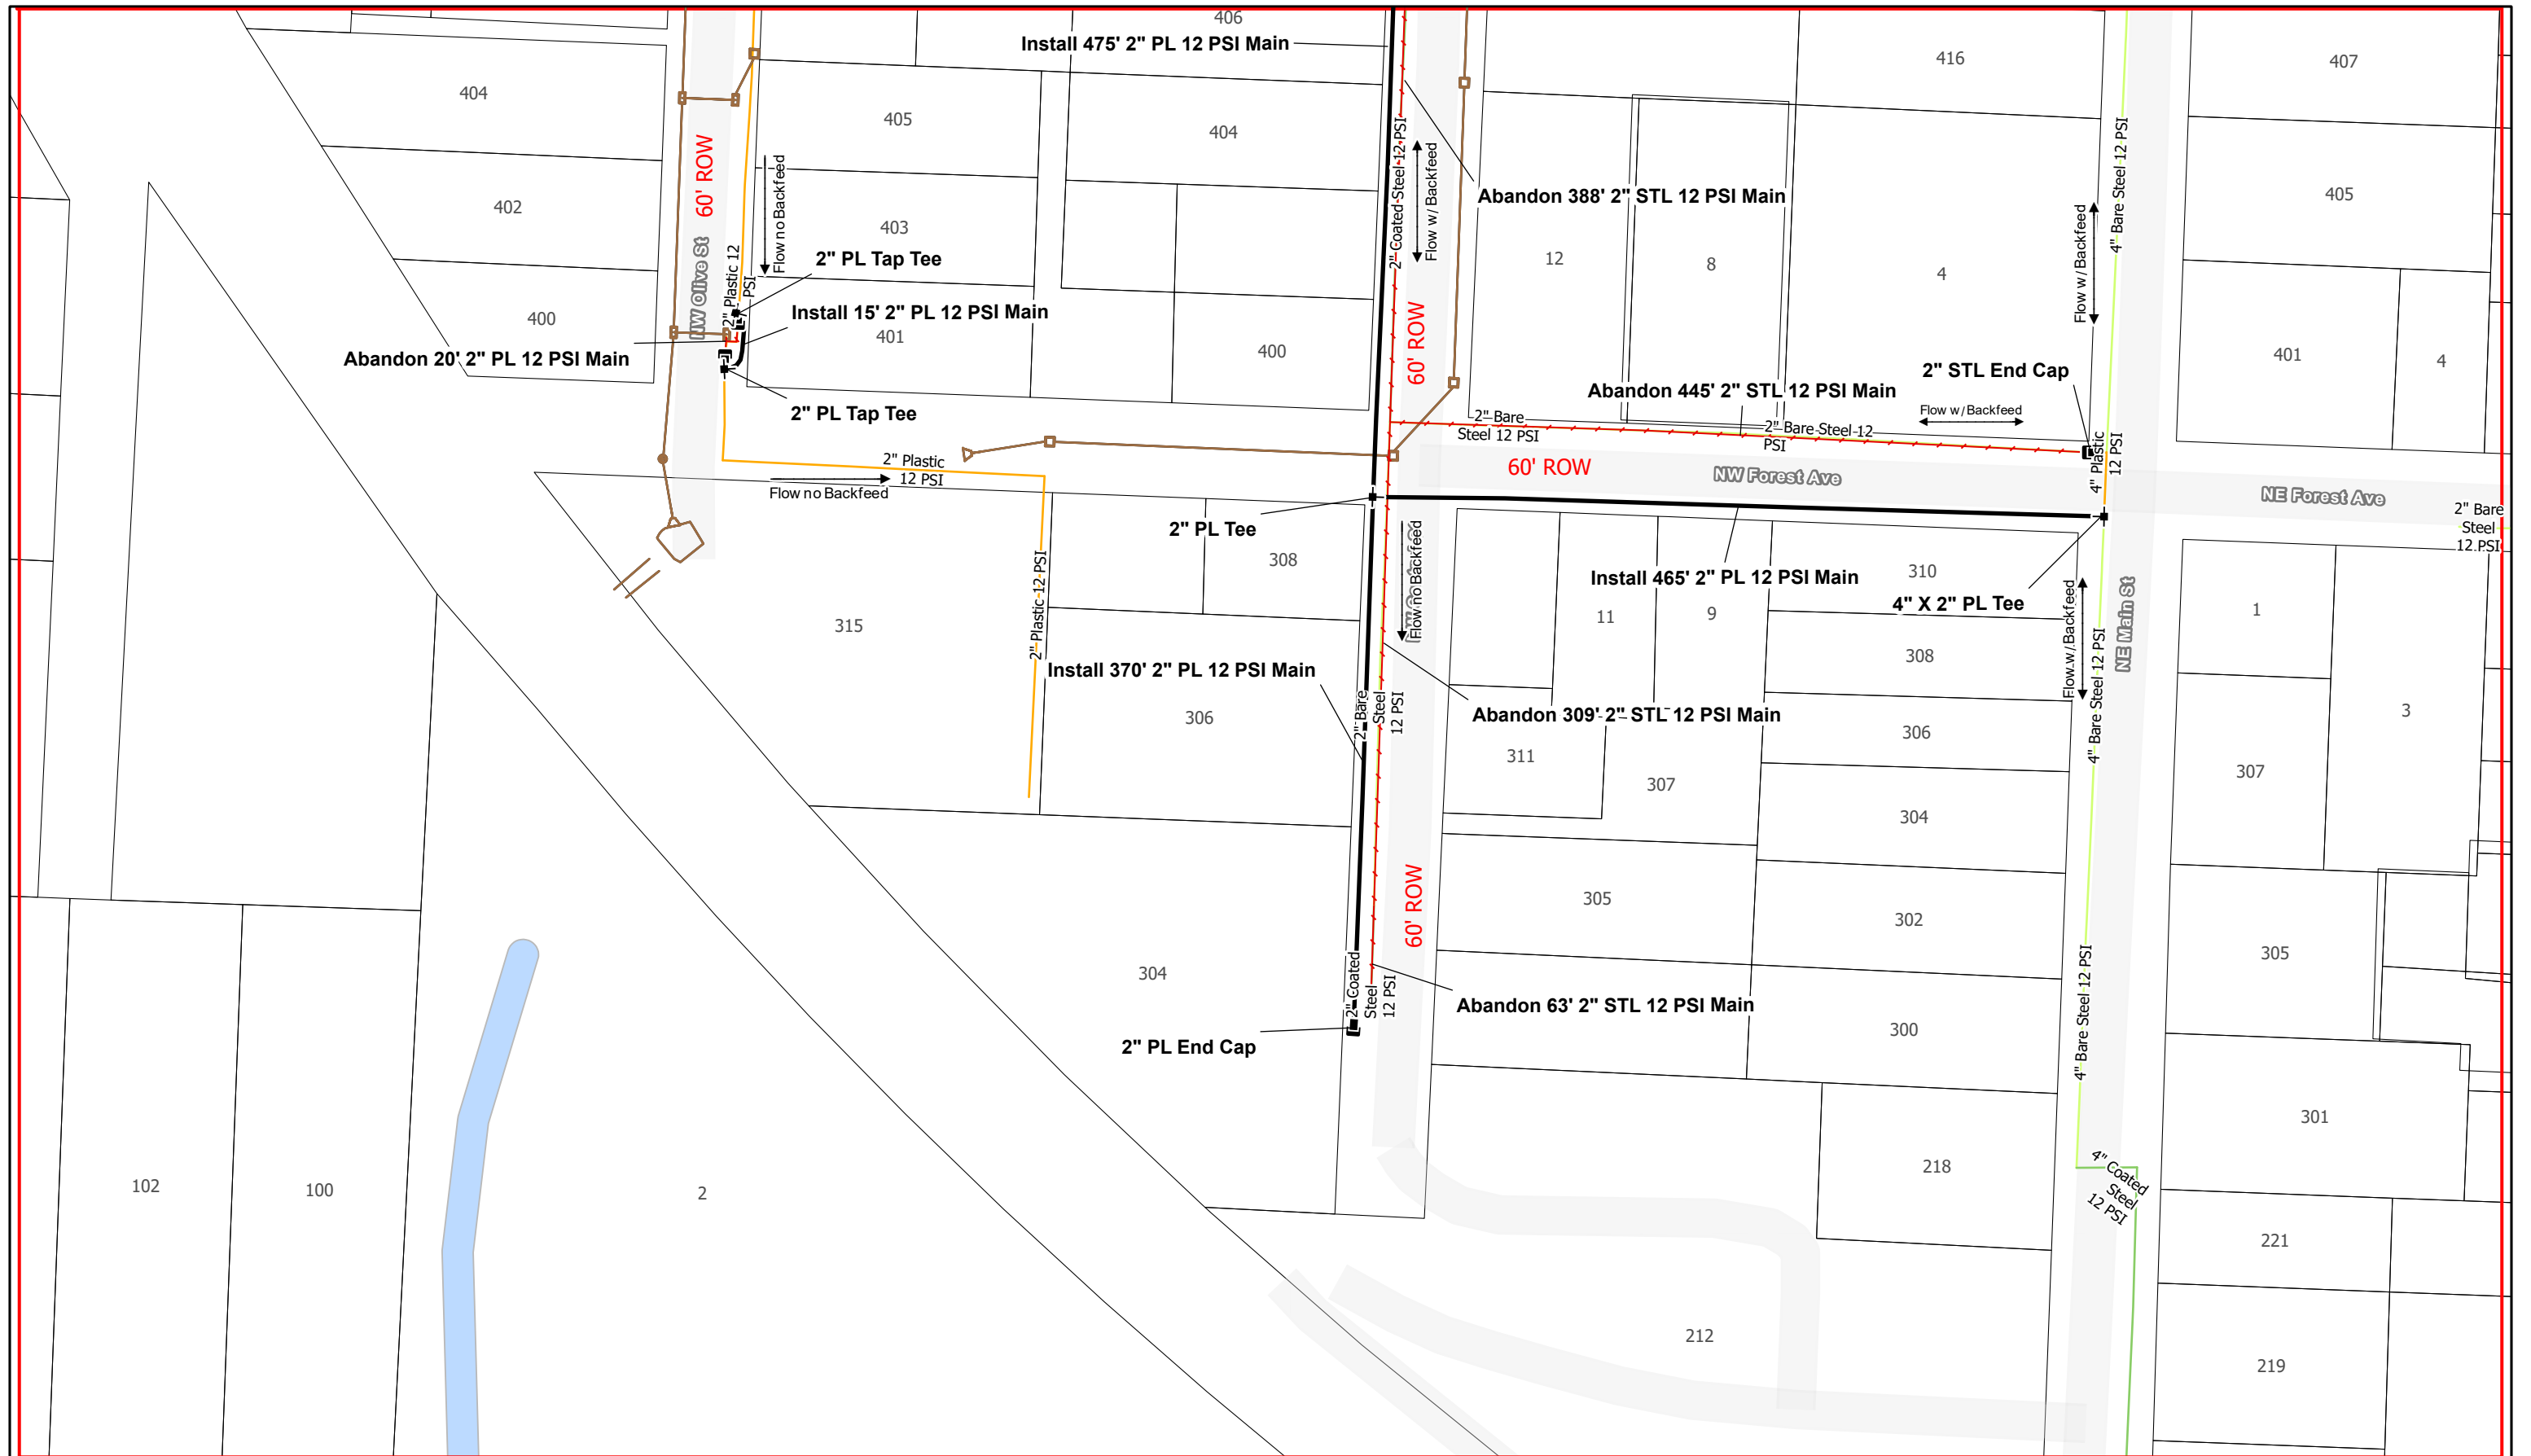 406
Install 475' 2" PL 12 PSI Main
416
407
404
405
404
2" Coated Steel 12 PSI
Flow w/ Backfeed
4" Bare Steel 12 PSI
60' ROW
Flow no Backfeed
Abandon 388' 2" STL 12 PSI Main
405
402
403
12
8
4
Flow w/ Backfeed
NW Olive St
2" Plastic 12
PSI
2" PL Tap Tee
400
Install 15' 2" PL 12 PSI Main
401
400
60' ROW
401
4
Abandon 20' 2" PL 12 PSI Main
2" STL End Cap
Abandon 445' 2" STL 12 PSI Main
2" PL Tap Tee
Flow w/ Backfeed
2" Bare
Steel 12 PSI
2" Bare Steel 12
PSI
4" Plastic
12 PSI
2" Plastic
12 PSI
Flow no Backfeed
60' ROW
NW Forest Ave
NE Forest Ave
2" Bare
Steel
12 PSI
2" PL Tee
308
2" Plastic 12 PSI
Flow no Backfeed
Install 465' 2" PL 12 PSI Main
310
4" X 2" PL Tee
Flow w/ Backfeed
NE Main St
315
11
9
1
308
Install 370' 2" PL 12 PSI Main
4" Bare Steel 12 PSI
306
2" Bare
Steel
12 PSI
Abandon 309' 2" STL 12 PSI Main
306
3
311
307
307
304
305
302
60' ROW
304
305
2" Coated
Steel
12 PSI
Abandon 63' 2" STL 12 PSI Main
4" Bare Steel 12 PSI
300
2" PL End Cap
301
102
100
2
218
4" Coated
Steel
12 PSI
221
212
219